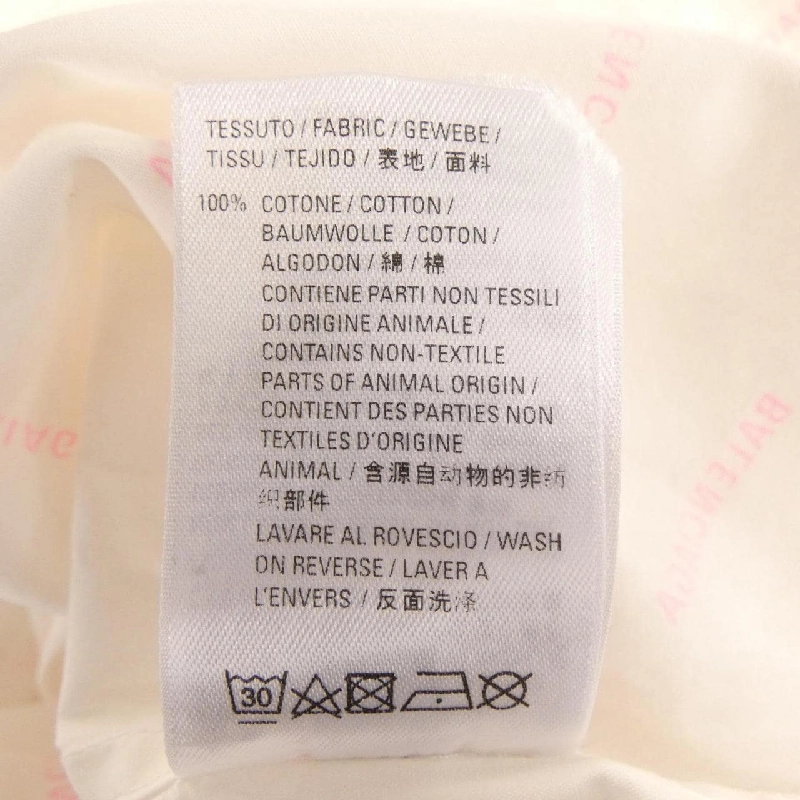 TESSUTO / FABRIC / GEWEBE /
TISSU / TEJIDO / 表地 / 面料
100% COTONE / COTTON /
BAUMWOLLE / COTON /
ALGODON / 綿 / 棉
CONTIENE PARTI NON TESSILI
DI ORIGINE ANIMALE /
CONTAINS NON-TEXTILE
PARTS OF ANIMAL ORIGIN /
CONTIENT DES PARTIES NON
TEXTILES D'ORIGINE
ANIMAL / 含源自动物的非纺
织部件
LAVARE AL ROVESCIO / WASH
ON REVERSE / LAVER A
L'ENVERS / 反面洗涤
30
BALENCIAGA